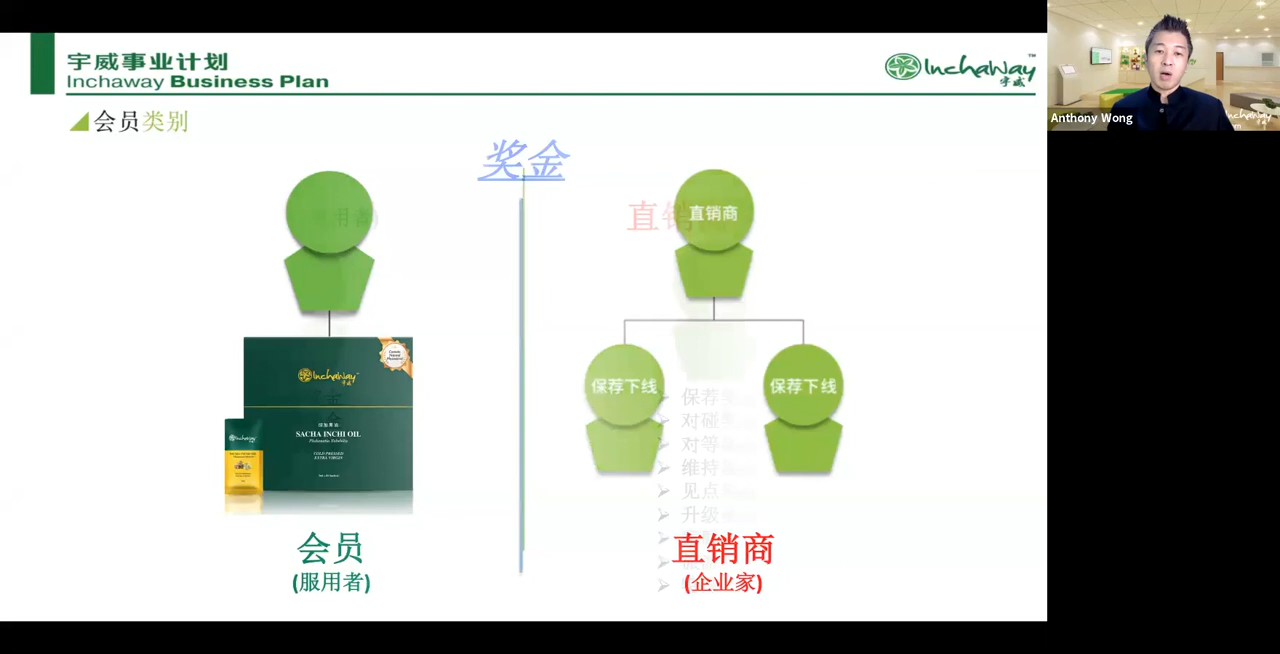 宇威事业计划
Inchaway Business Plan
InchaWay™
宇威
会员类别
奖金
直销商
直销
保荐下线
保荐下线
InchaWay
SACHA INCHI OIL
COLD PRESSED
EXTRA VIRGIN
InchaWay
保荐
对碰
对等
维持
见点
升级
会员
(服用者)
直销商
(企业家)
Anthony Wong